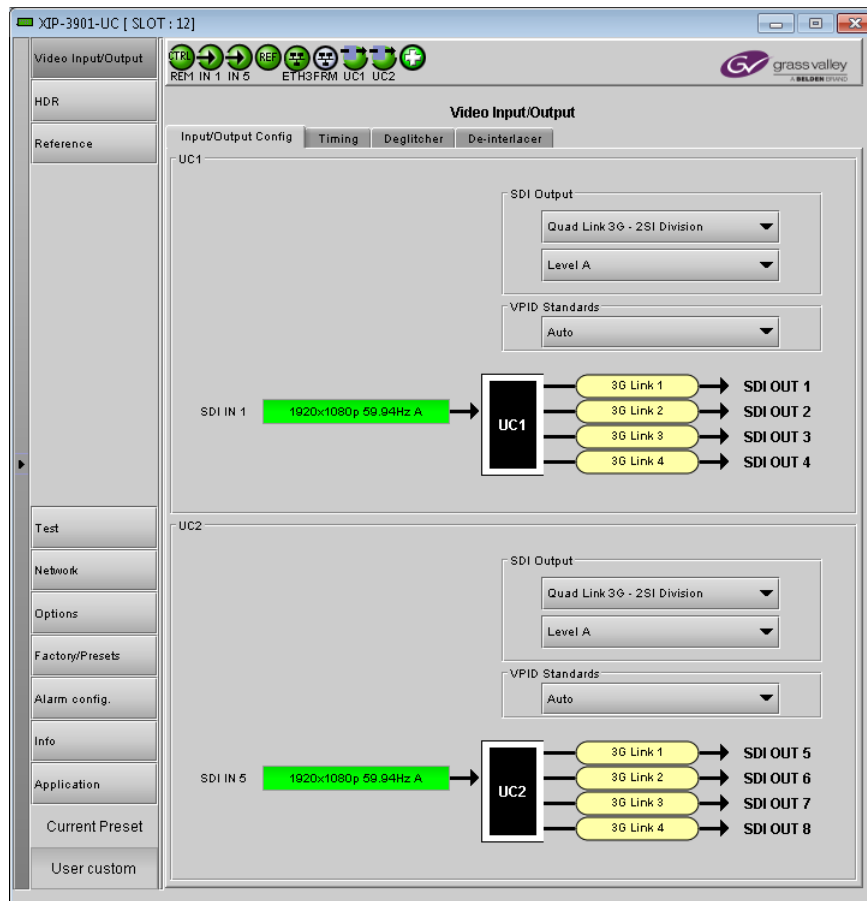 XIP-3901-UC [ SLOT : 12]
Video Input/Output
HDR
Reference
Test
Network
Options
Factory/Presets
Alarm config.
Info
Application
Current Preset
User custom
CTRL REF
REM IN 1 IN 5 ETH3FRM UC1 UC2
GV grassvalley
A BELDEN BRAND
Video Input/Output
Input/Output Config Timing Deglitcher De-interlacer
UC1
SDI Output
Quad Link 3G - 2SI Division
Level A
VPID Standards
Auto
SDI IN 1 1920x1080p 59.94Hz A UC1
3G Link 1 SDI OUT 1
3G Link 2 SDI OUT 2
3G Link 3 SDI OUT 3
3G Link 4 SDI OUT 4
UC2
SDI Output
Quad Link 3G - 2SI Division
Level A
VPID Standards
Auto
SDI IN 5 1920x1080p 59.94Hz A UC2
3G Link 1 SDI OUT 5
3G Link 2 SDI OUT 6
3G Link 3 SDI OUT 7
3G Link 4 SDI OUT 8